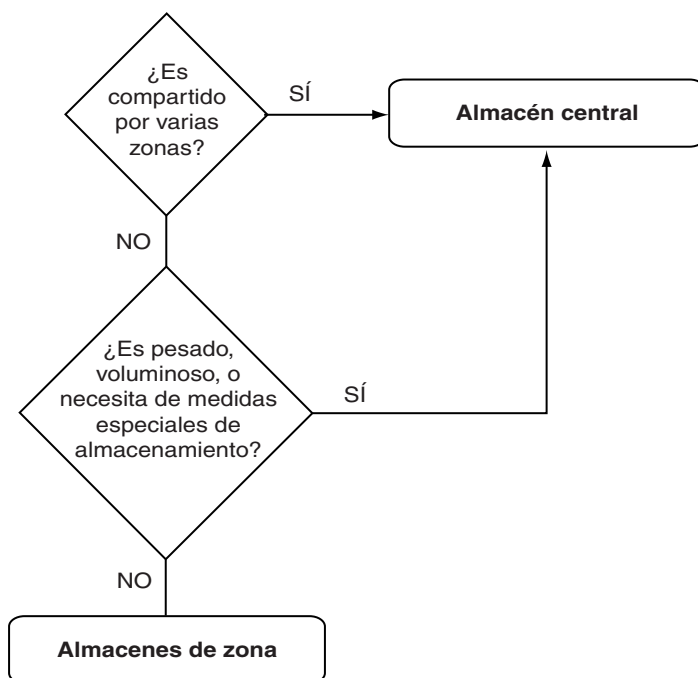 ¿Es
compartido
por varias
zonas?
SÍ
Almacén central
NO
¿Es pesado,
voluminoso, o
necesita de medidas
especiales de
almacenamiento?
SÍ
NO
Almacenes de zona